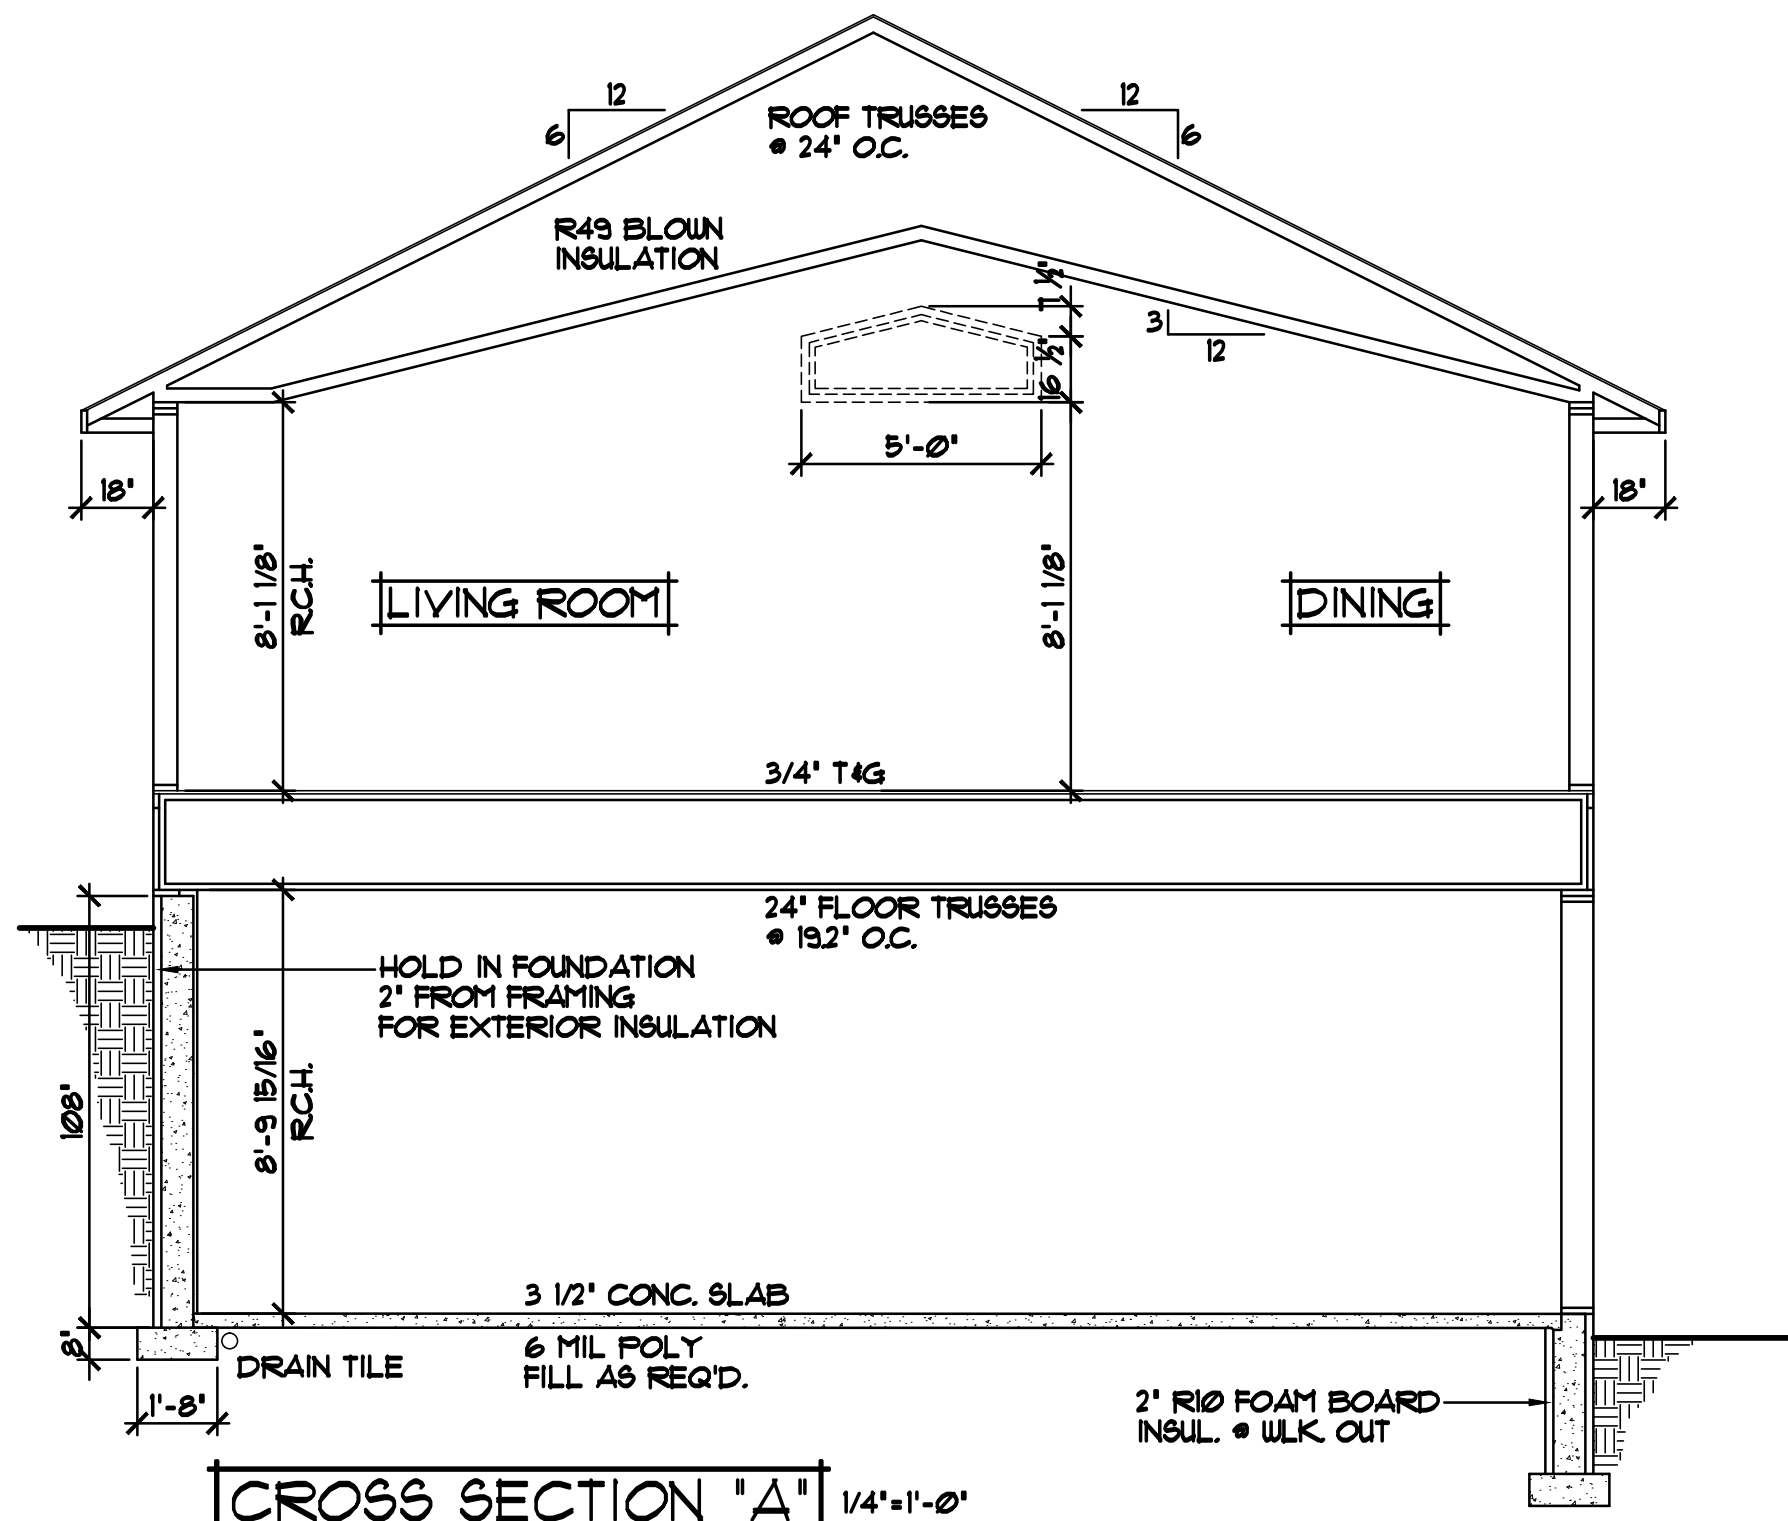 12
12
6
6
ROOF TRUSSES
@ 24" O.C.
R49 BLOWN
INSULATION
7 1/2"
3
12
16 1/2"
5'-0"
18"
18"
8'-1 1/8"
R.C.H.
LIVING ROOM
8'-1 1/8"
DINING
3/4" T&G
24" FLOOR TRUSSES
@ 19.2" O.C.
HOLD IN FOUNDATION
2" FROM FRAMING
FOR EXTERIOR INSULATION
108"
8'-9 15/16"
R.C.H.
3 1/2" CONC. SLAB
8"
DRAIN TILE
6 MIL POLY
FILL AS REQ'D.
1'-8"
2" R10 FOAM BOARD
INSUL. @ WLK. OUT
CROSS SECTION "A" 1/4"=1'-0"